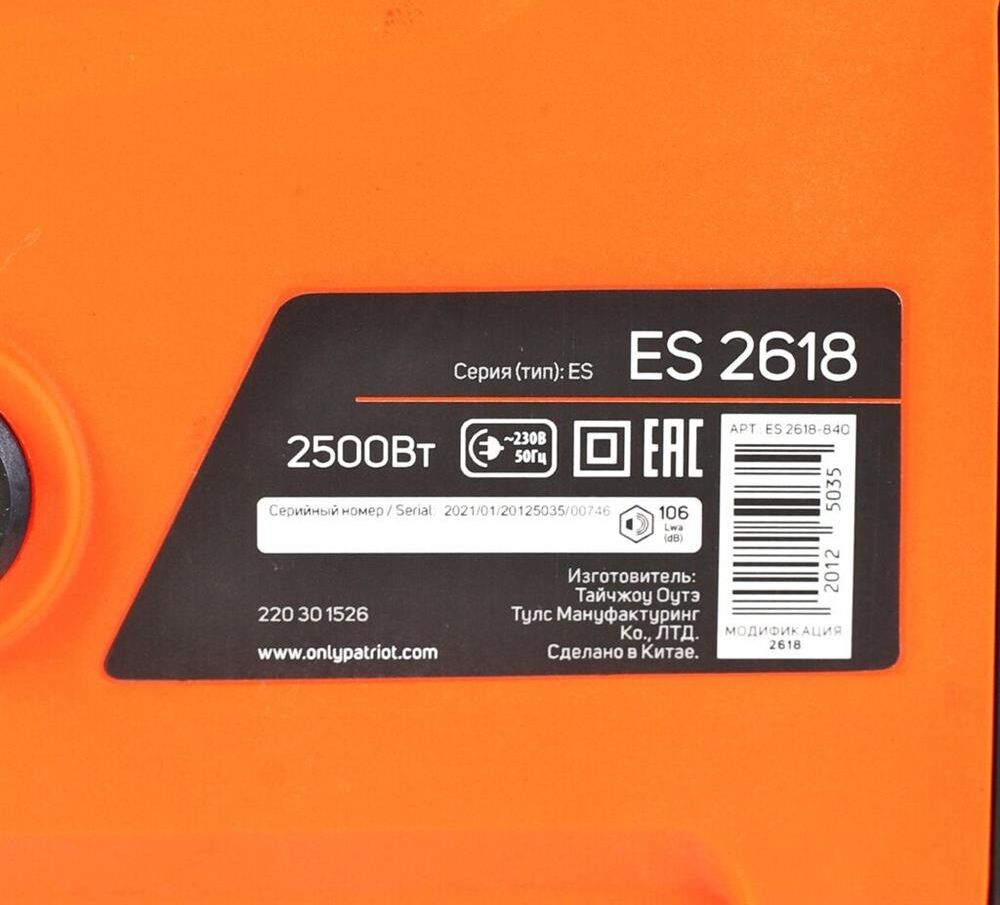 Серия (тип): ES ES 2618
2500Вт ~230В 50Гц EAC
Серийный номер / Serial: 2021/01/20125035/00746
106
Lwa
(dB)
220 301526
www.onlypatriot.com
Изготовитель:
Тайчжоу Оутэ
Тулс Мануфактуринг
Ко., ЛТД.
Сделано в Китае.
АРТ. ES 2618-840
2012 5035
МОДИФИКАЦИЯ
2618